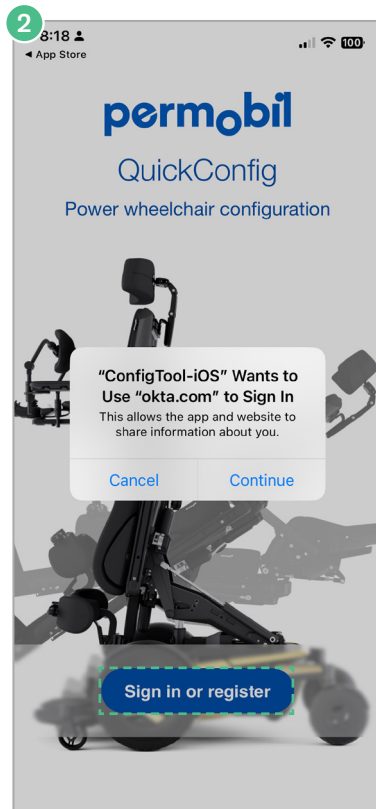 2
8:18
100
◀ App Store
permobil
QuickConfig
Power wheelchair configuration
“ConfigTool-iOS” Wants to
Use “okta.com” to Sign In
This allows the app and website to
share information about you.
Cancel
Continue
Sign in or register